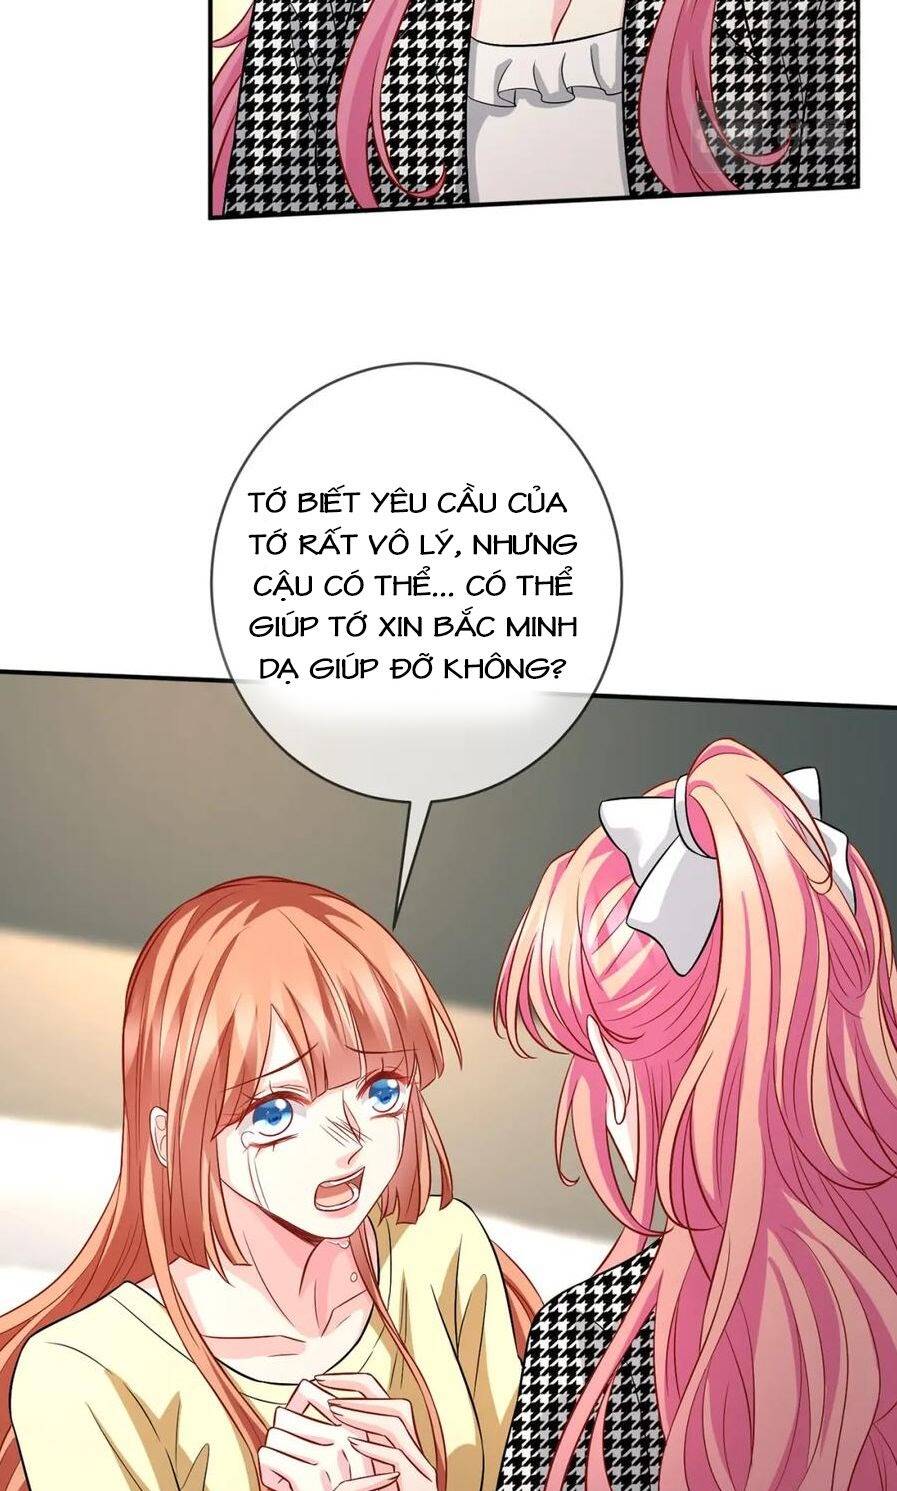 TỚ BIẾT YÊU CẦU CỦA
TỚ RẤT VÔ LÝ, NHƯNG
CẬU CÓ THỂ... CÓ THỂ
GIÚP TỚ XIN BẮC MINH
DẠ GIÚP ĐỠ KHÔNG?